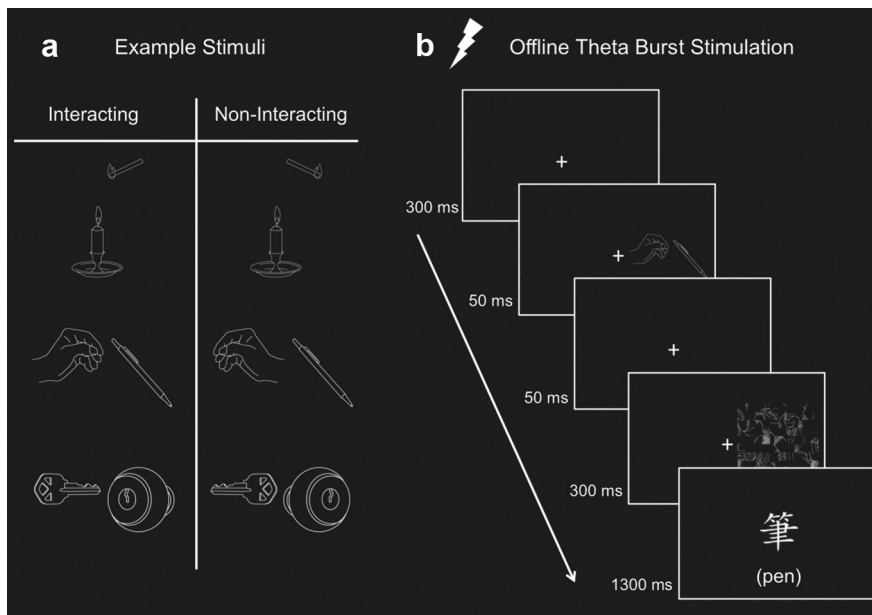 a
Example Stimuli
Interacting
Non-Interacting
b
Offline Theta Burst Stimulation
+
300 ms
+
50 ms
+
50 ms
+
300 ms
筆
(pen)
1300 ms